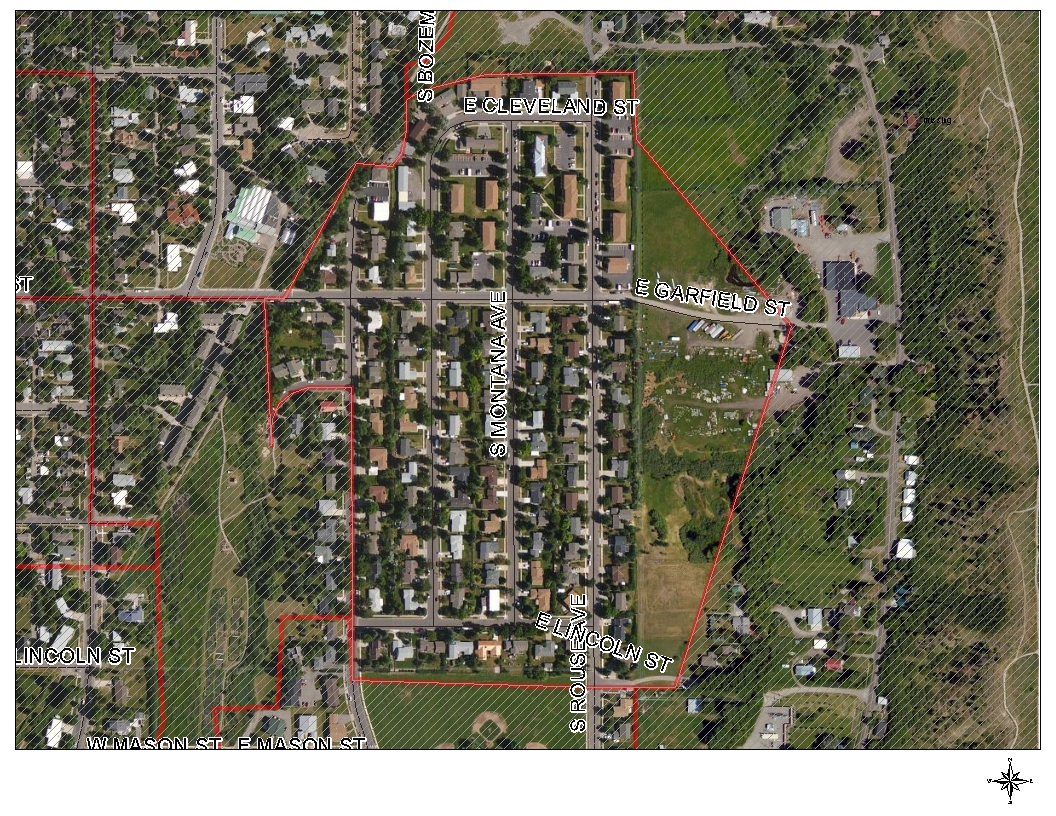 S BOZEM
E CLEVELAND ST
ST
E GARFIELD ST
S MONTANA AVE
E LINCOLN ST
S ROUSE AVE
LINCOLN ST
W MASON ST
E MASON ST